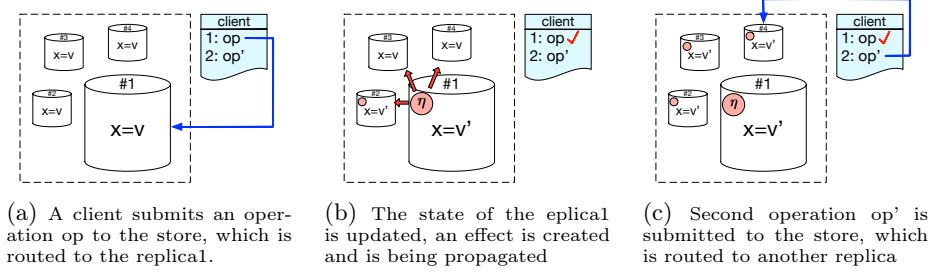 #3
x=v
#4
x=v
#2
x=v
#1
x=v
client
1: op
2: op'
(a) A client submits an oper-
ation op to the store, which is
routed to the replica1.
#3
x=v
#4
x=v
#2
x=v'
#1
η
x=v'
client
1: op
2: op'
(b) The state of the eplica1
is updated, an effect is created
and is being propagated
#3
x=v'
#4
x=v'
#2
x=v'
#1
η
x=v'
client
1: op
2: op'
(c) Second operation op' is
submitted to the store, which
is routed to another replica